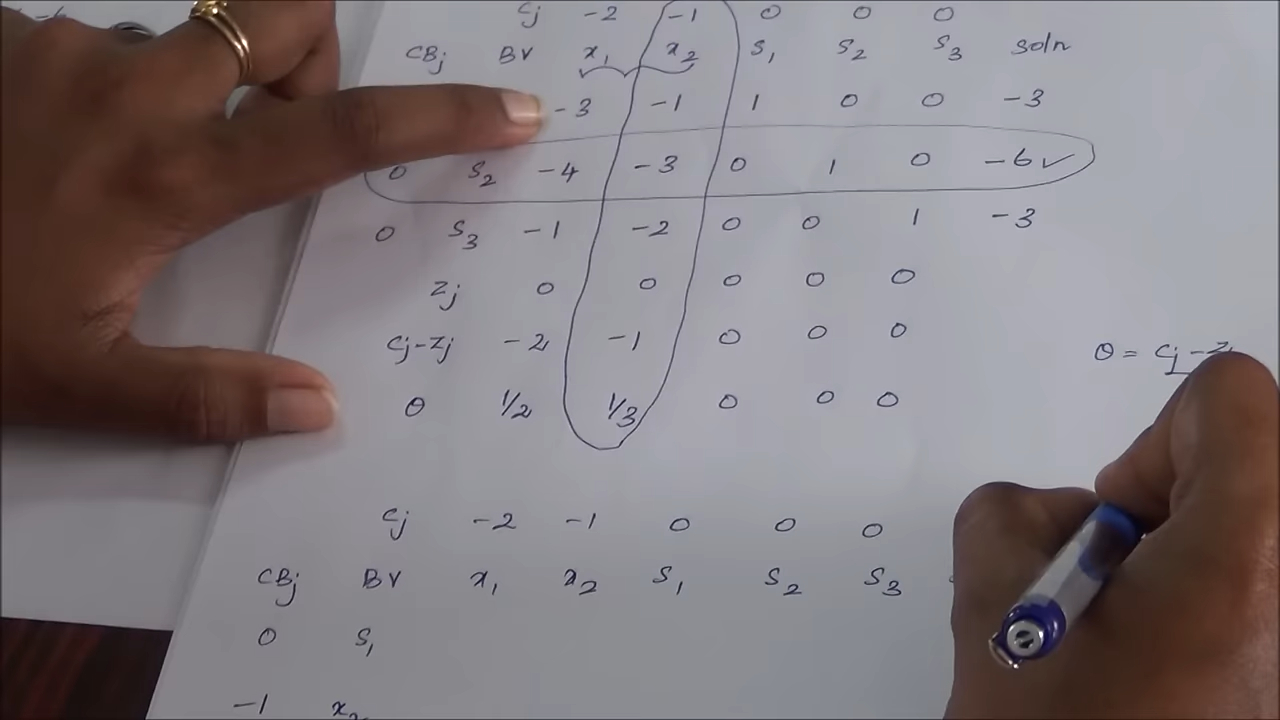 Cj -2 -1 0 0 0
CBj BV x1 x2 s1 s2 s3 soln
-3 -1 1 0 0 -3
0 s2 -4 -3 0 1 0 -6 ✓
0 s3 -1 -2 0 0 1 -3
Zj 0 0 0 0 0
Cj-Zj -2 -1 0 0 0
θ 1/2 1/3 0 0 0
θ = Cj-Z
Cj -2 -1 0 0 0
CBj BV x1 x2 s1 s2 s3
0 s1
-1 x2